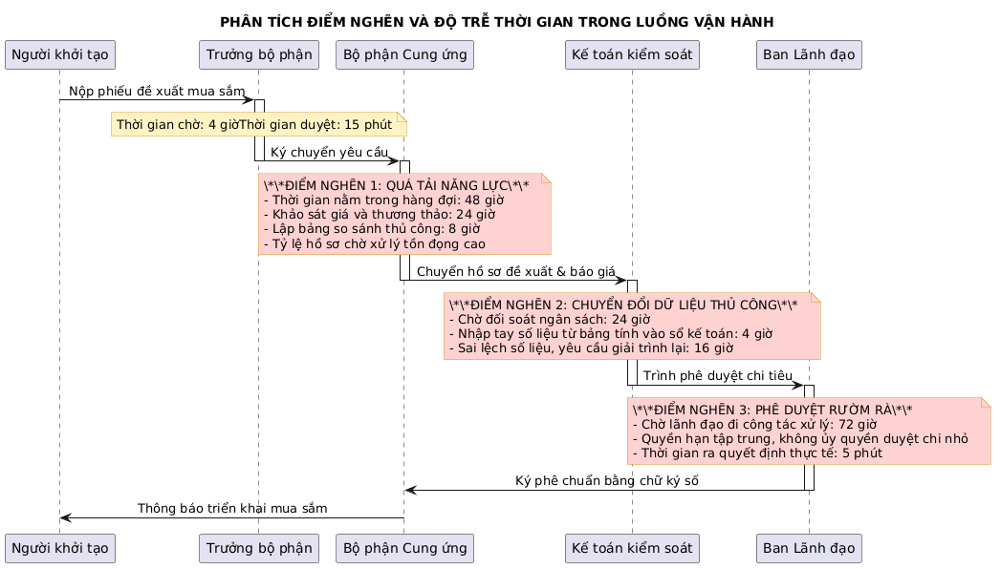 PHÂN TÍCH ĐIỂM NGHẼN VÀ ĐỘ TRỄ THỜI GIAN TRONG LUỒNG VẬN HÀNH
Người khởi tạo
Trưởng bộ phận
Bộ phận Cung ứng
Kế toán kiểm soát
Ban Lãnh đạo
Nộp phiếu đề xuất mua sắm
Thời gian chờ: 4 giờThời gian duyệt: 15 phút
Ký chuyển yêu cầu
\*\*ĐIỂM NGHẼN 1: QUÁ TẢI NĂNG LỰC\*\*
- Thời gian nằm trong hàng đợi: 48 giờ
- Khảo sát giá và thương thảo: 24 giờ
- Lập bảng so sánh thủ công: 8 giờ
- Tỷ lệ hồ sơ chờ xử lý tồn đọng cao
Chuyển hồ sơ đề xuất & báo giá
\*\*ĐIỂM NGHẼN 2: CHUYỂN ĐỔI DỮ LIỆU THỦ CÔNG\*\*
- Chờ đối soát ngân sách: 24 giờ
- Nhập tay số liệu từ bảng tính vào sổ kế toán: 4 giờ
- Sai lệch số liệu, yêu cầu giải trình lại: 16 giờ
Trình phê duyệt chi tiêu
\*\*ĐIỂM NGHẼN 3: PHÊ DUYỆT RƯỜM RÀ\*\*
- Chờ lãnh đạo đi công tác xử lý: 72 giờ
- Quyền hạn tập trung, không ủy quyền duyệt chi nhỏ
- Thời gian ra quyết định thực tế: 5 phút
Ký phê chuẩn bằng chữ ký số
Thông báo triển khai mua sắm
Người khởi tạo
Trưởng bộ phận
Bộ phận Cung ứng
Kế toán kiểm soát
Ban Lãnh đạo